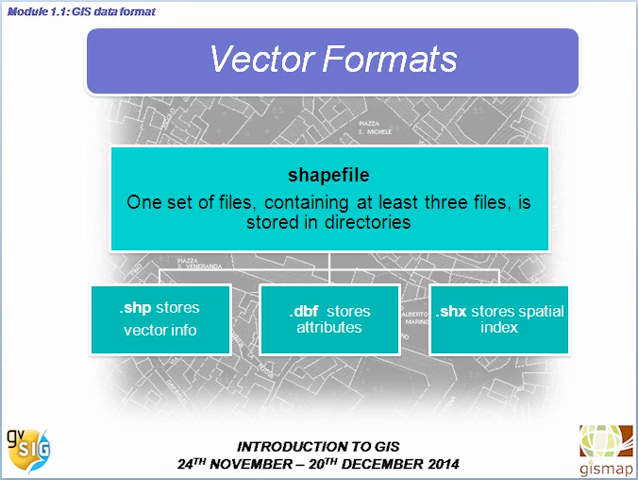 Module 1.1: GIS data format
Vector Formats
PIAZZA
E. MICHELE
shapefile
One set of files, containing at least three files, is
stored in directories
PIAZZA
S. VENERANDA
.shp stores
vector info
.dbf stores
attributes
ALBERTO
MARINO
.shx stores spatial
index
INTRODUCTION TO GIS
24TH NOVEMBER – 20TH DECEMBER 2014
gv
SIG
gismap